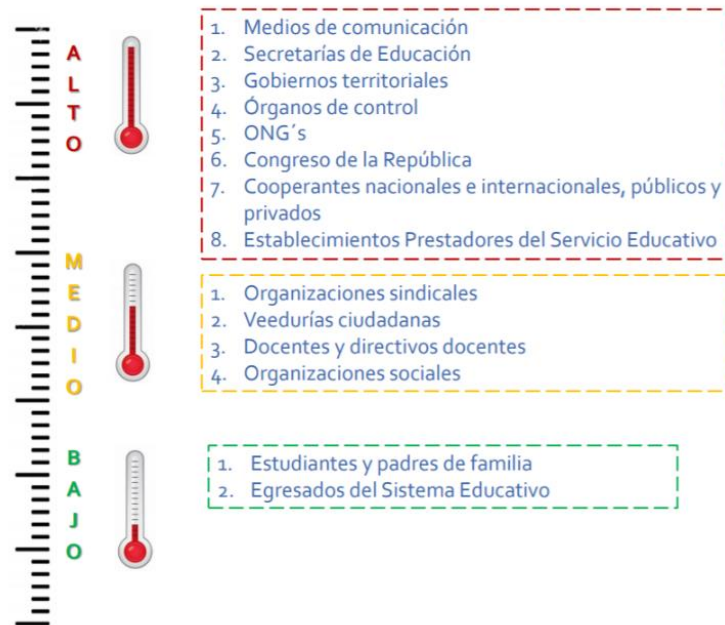 ALTO
1. Medios de comunicación
2. Secretarías de Educación
3. Gobiernos territoriales
4. Órganos de control
5. ONG´s
6. Congreso de la República
7. Cooperantes nacionales e internacionales, públicos y
privados
8. Establecimientos Prestadores del Servicio Educativo
MEDIO
1. Organizaciones sindicales
2. Veedurías ciudadanas
3. Docentes y directivos docentes
4. Organizaciones sociales
BAJO
1. Estudiantes y padres de familia
2. Egresados del Sistema Educativo